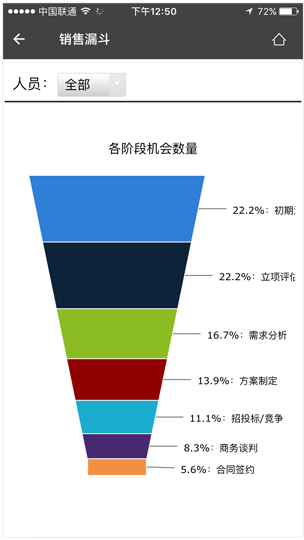 中国联通 下午12:50 72%
销售漏斗
人员： 全部
各阶段机会数量
22.2%：初期
22.2%：立项评估
16.7%：需求分析
13.9%：方案制定
11.1%：招投标/竞争
8.3%：商务谈判
5.6%：合同签约